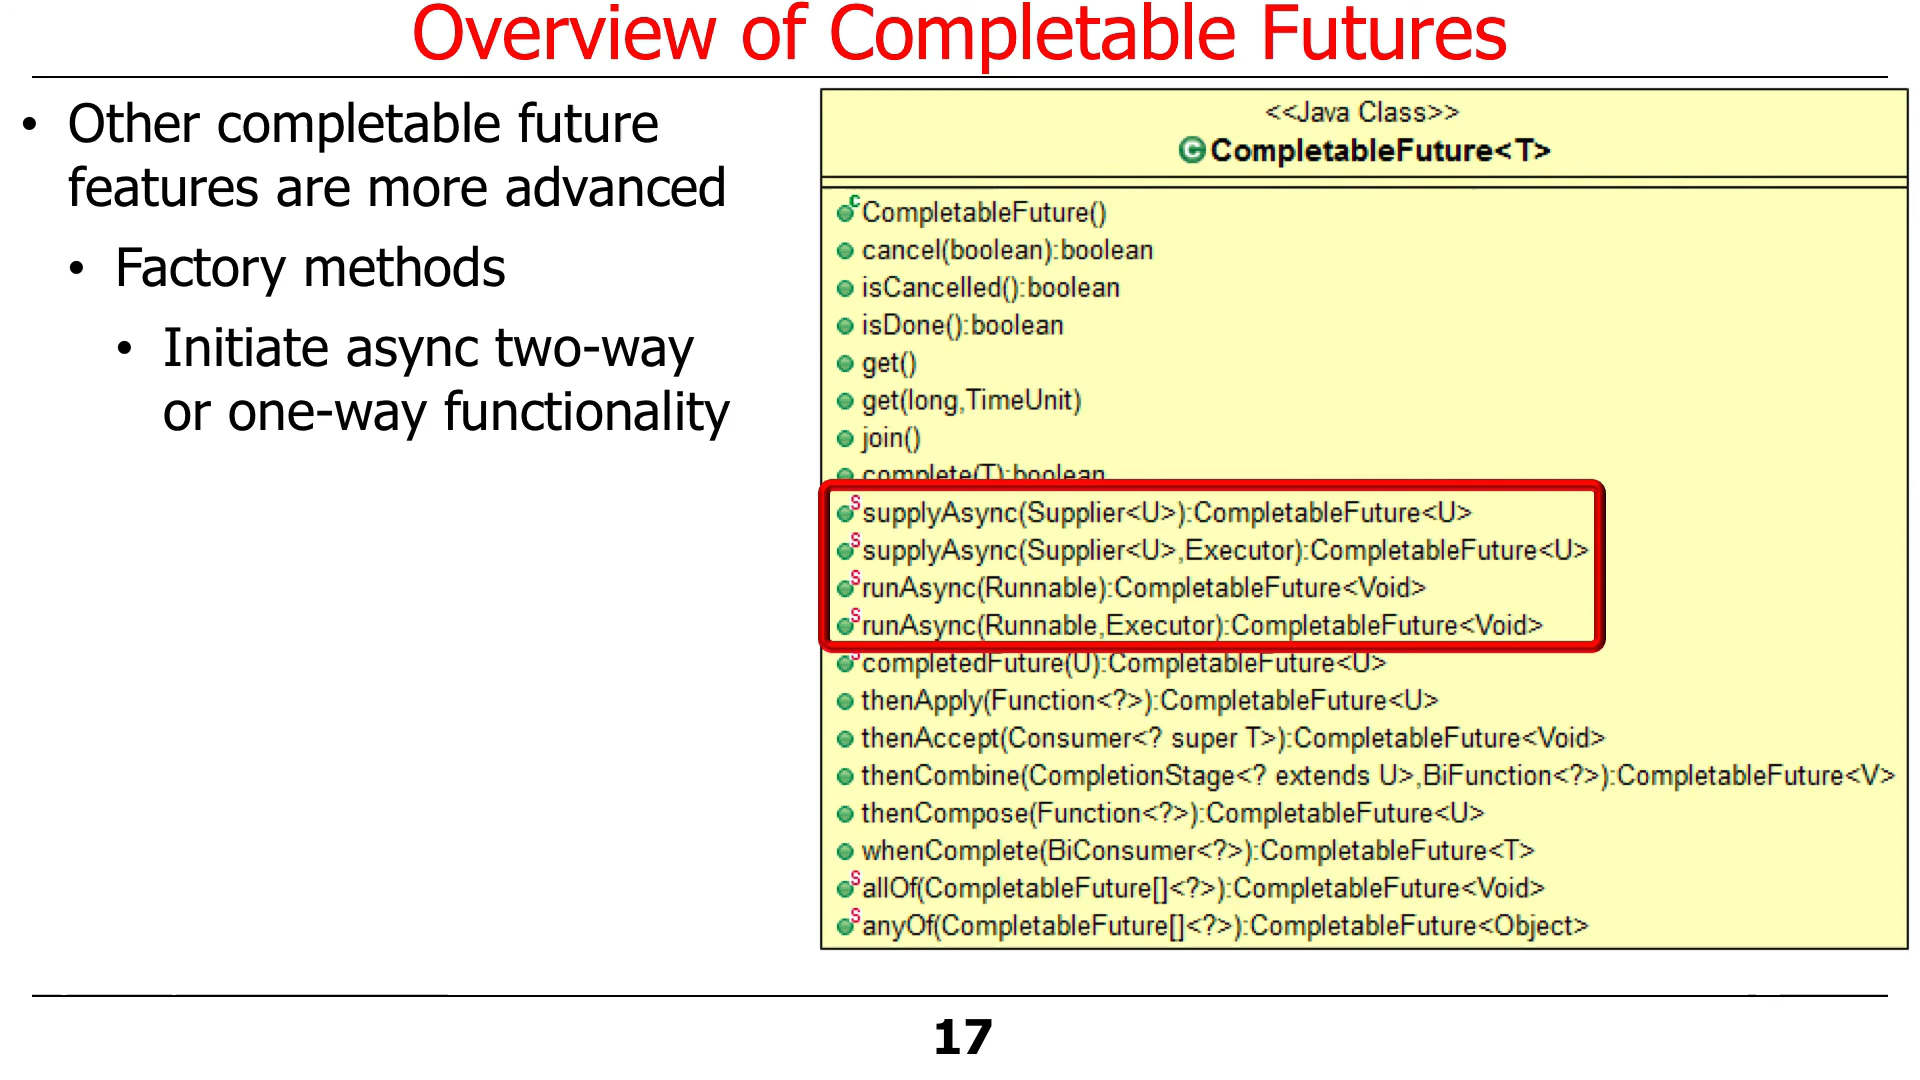 Overview of Completable Futures
• Other completable future
features are more advanced
• Factory methods
• Initiate async two-way
or one-way functionality
<<Java Class>>
CompletableFuture<T>
CompletableFuture()
cancel(boolean):boolean
isCancelled():boolean
isDone():boolean
get()
get(long,TimeUnit)
join()
complete(T):boolean
supplyAsync(Supplier<U>):CompletableFuture<U>
supplyAsync(Supplier<U>,Executor):CompletableFuture<U>
runAsync(Runnable):CompletableFuture<Void>
runAsync(Runnable,Executor):CompletableFuture<Void>
completedFuture(U):CompletableFuture<U>
thenApply(Function<?>):CompletableFuture<U>
thenAccept(Consumer<? super T>):CompletableFuture<Void>
thenCombine(CompletionStage<? extends U>,BiFunction<?>):CompletableFuture<V>
thenCompose(Function<?>):CompletableFuture<U>
whenComplete(BiConsumer<?>):CompletableFuture<T>
allOf(CompletableFuture[]<?>):CompletableFuture<Void>
anyOf(CompletableFuture[]<?>):CompletableFuture<Object>
17